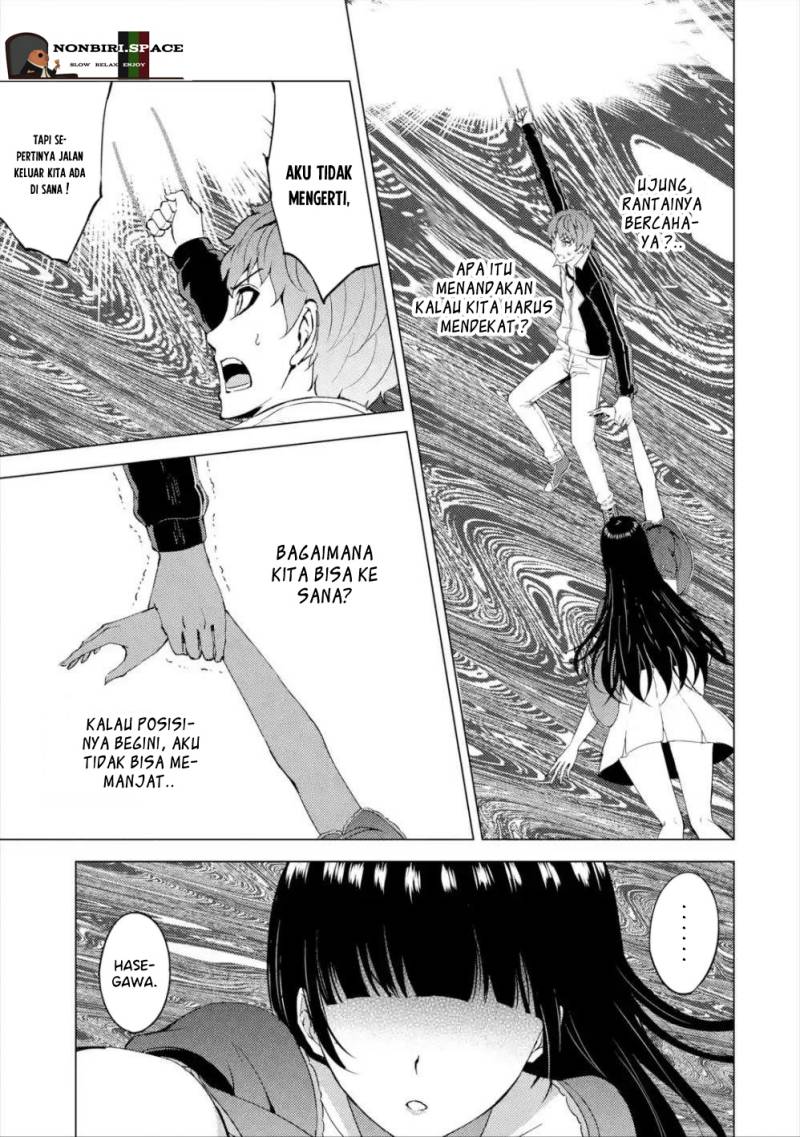 NONBIRI.SPACE
SLOW RELAX ENJOY
UJUNG
RANTAINYA
BERCAHA-
YA ?..
APA ITU
MENANDAKAN
KALAU KITA HARUS
MENDEKAT ?
AKU TIDAK
MENGERTI,
TAPI SE-
PERTINYA JALAN
KELUAR KITA ADA
DI SANA !
BAGAIMANA
KITA BISA KE
SANA?
KALAU POSISI-
NYA BEGINI, AKU
TIDAK BISA ME-
MANJAT..
......
HASE-
GAWA.